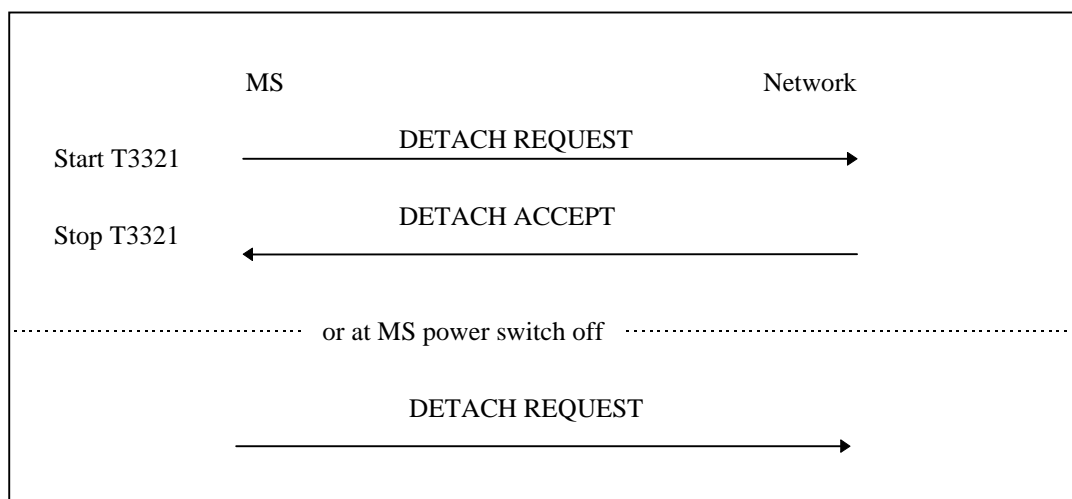 MS Network
DETACH REQUEST
Start T3321
DETACH ACCEPT
Stop T3321
or at MS power switch off
DETACH REQUEST